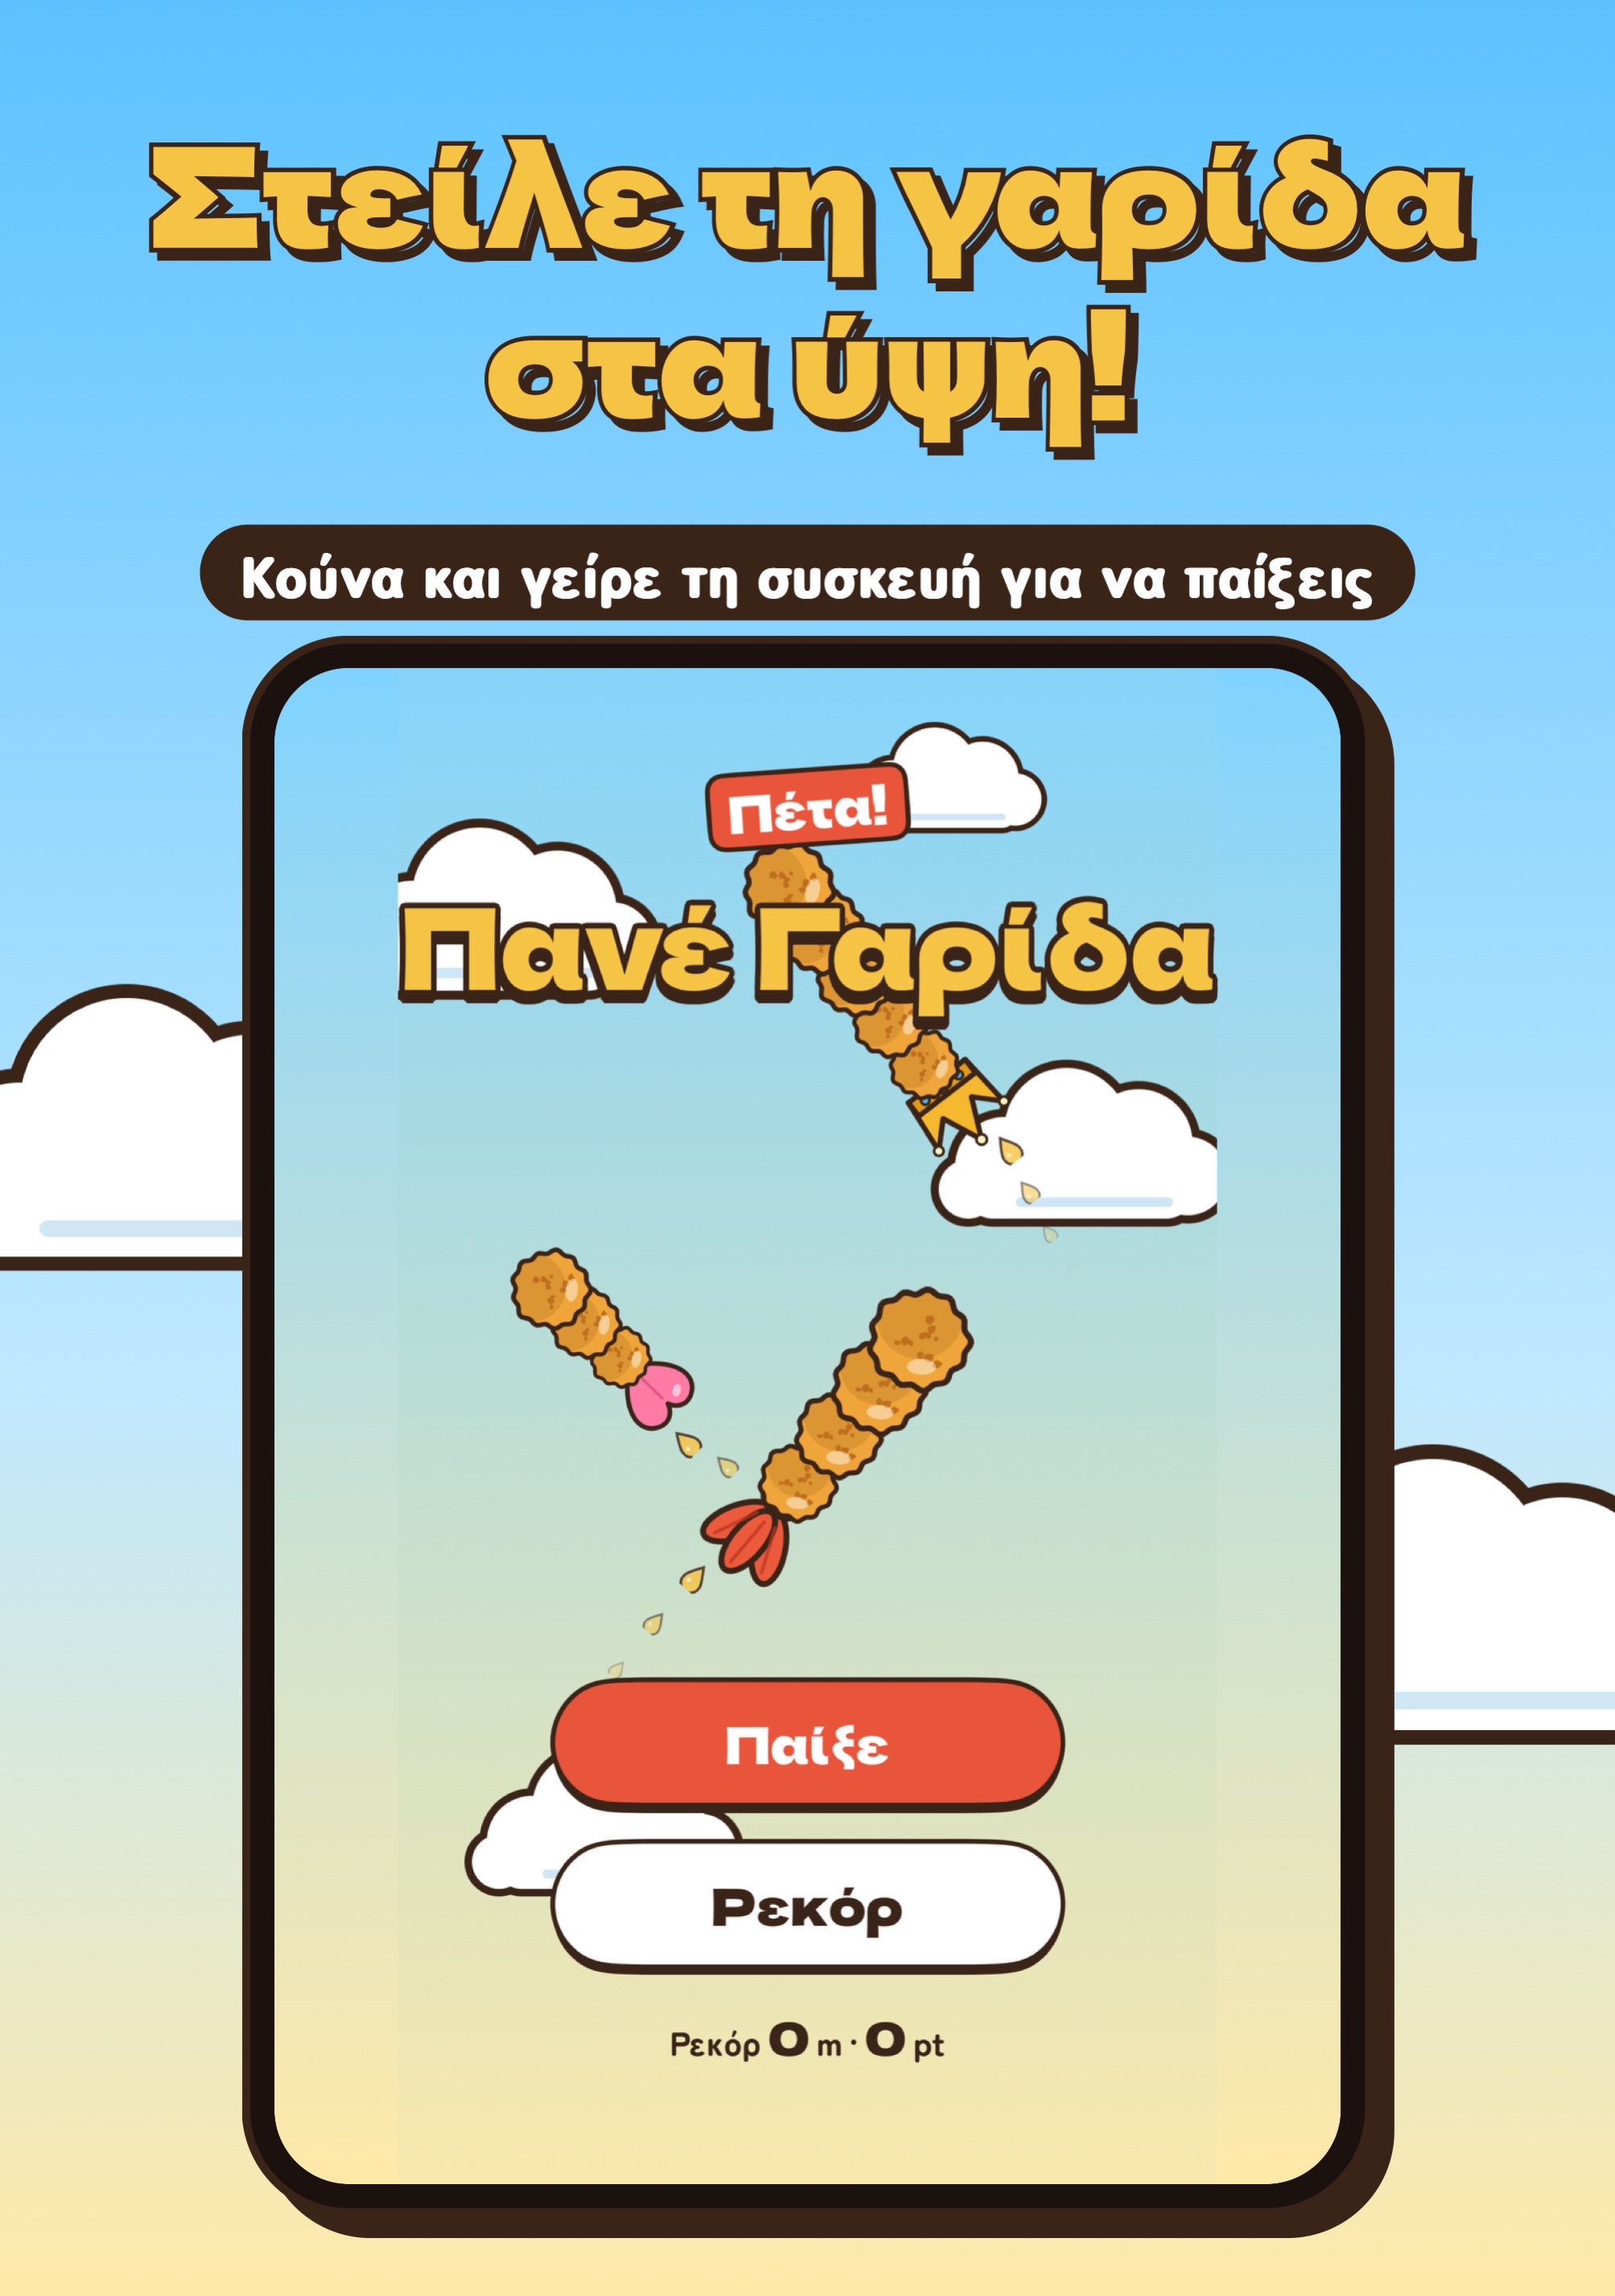 Στείλε τη γαρίδα
στα ύψη!
Κούνα και γείρε τη συσκευή για να παίξεις
Πέτα!
Πανέ Γαρίδα
Παίξε
Ρεκόρ
Ρεκόρ 0 m · 0 pt